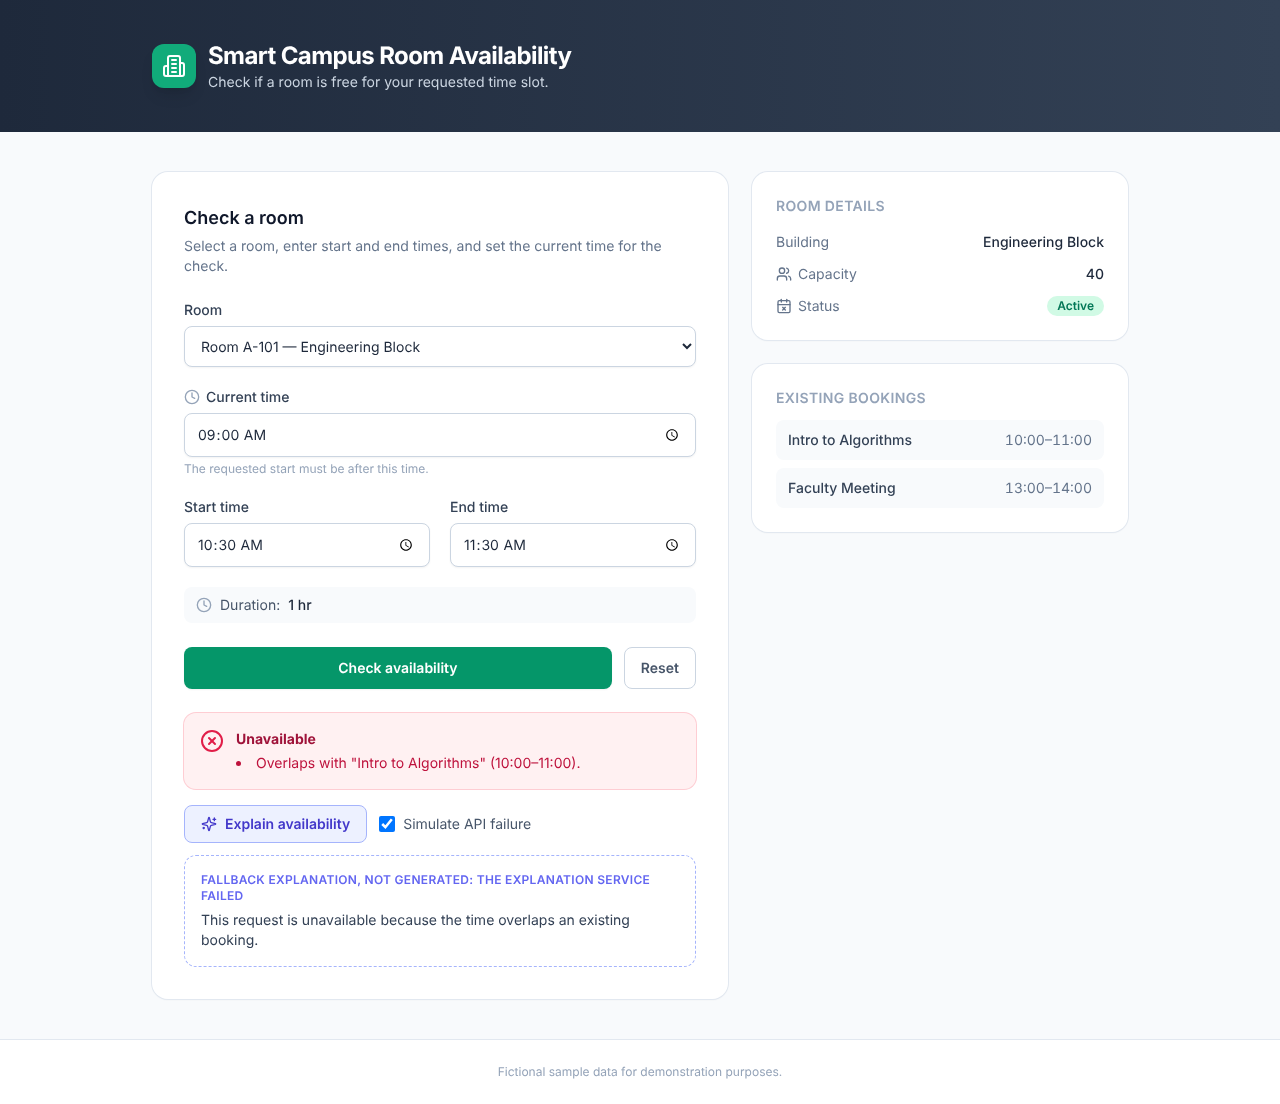 Smart Campus Room Availability
Check if a room is free for your requested time slot.
Check a room
Select a room, enter start and end times, and set the current time for the
check.
Room
Room A-101 — Engineering Block
Current time
09:00 AM
The requested start must be after this time.
Start time
End time
10:30 AM
11:30 AM
Duration: 1 hr
Check availability
Reset
Unavailable
• Overlaps with "Intro to Algorithms" (10:00–11:00).
Explain availability
Simulate API failure
FALLBACK EXPLANATION, NOT GENERATED: THE EXPLANATION SERVICE
FAILED
This request is unavailable because the time overlaps an existing
booking.
ROOM DETAILS
Building Engineering Block
Capacity 40
Status Active
EXISTING BOOKINGS
Intro to Algorithms 10:00–11:00
Faculty Meeting 13:00–14:00
Fictional sample data for demonstration purposes.